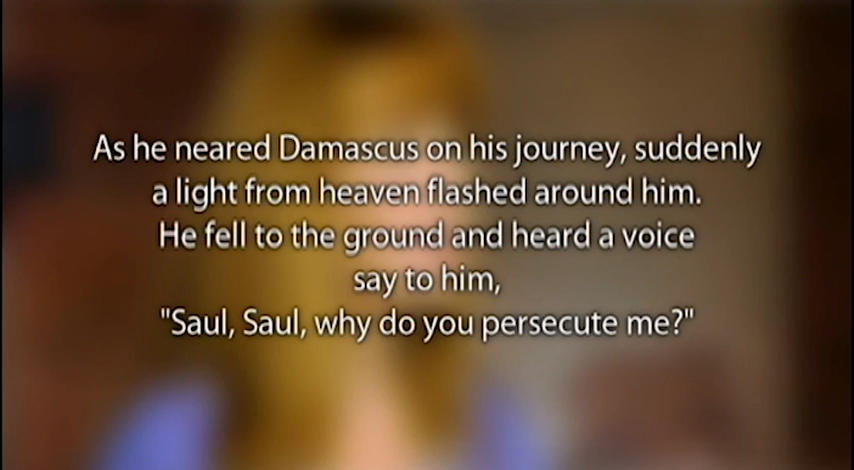 As he neared Damascus on his journey, suddenly
a light from heaven flashed around him.
He fell to the ground and heard a voice
say to him,
"Saul, Saul, why do you persecute me?"